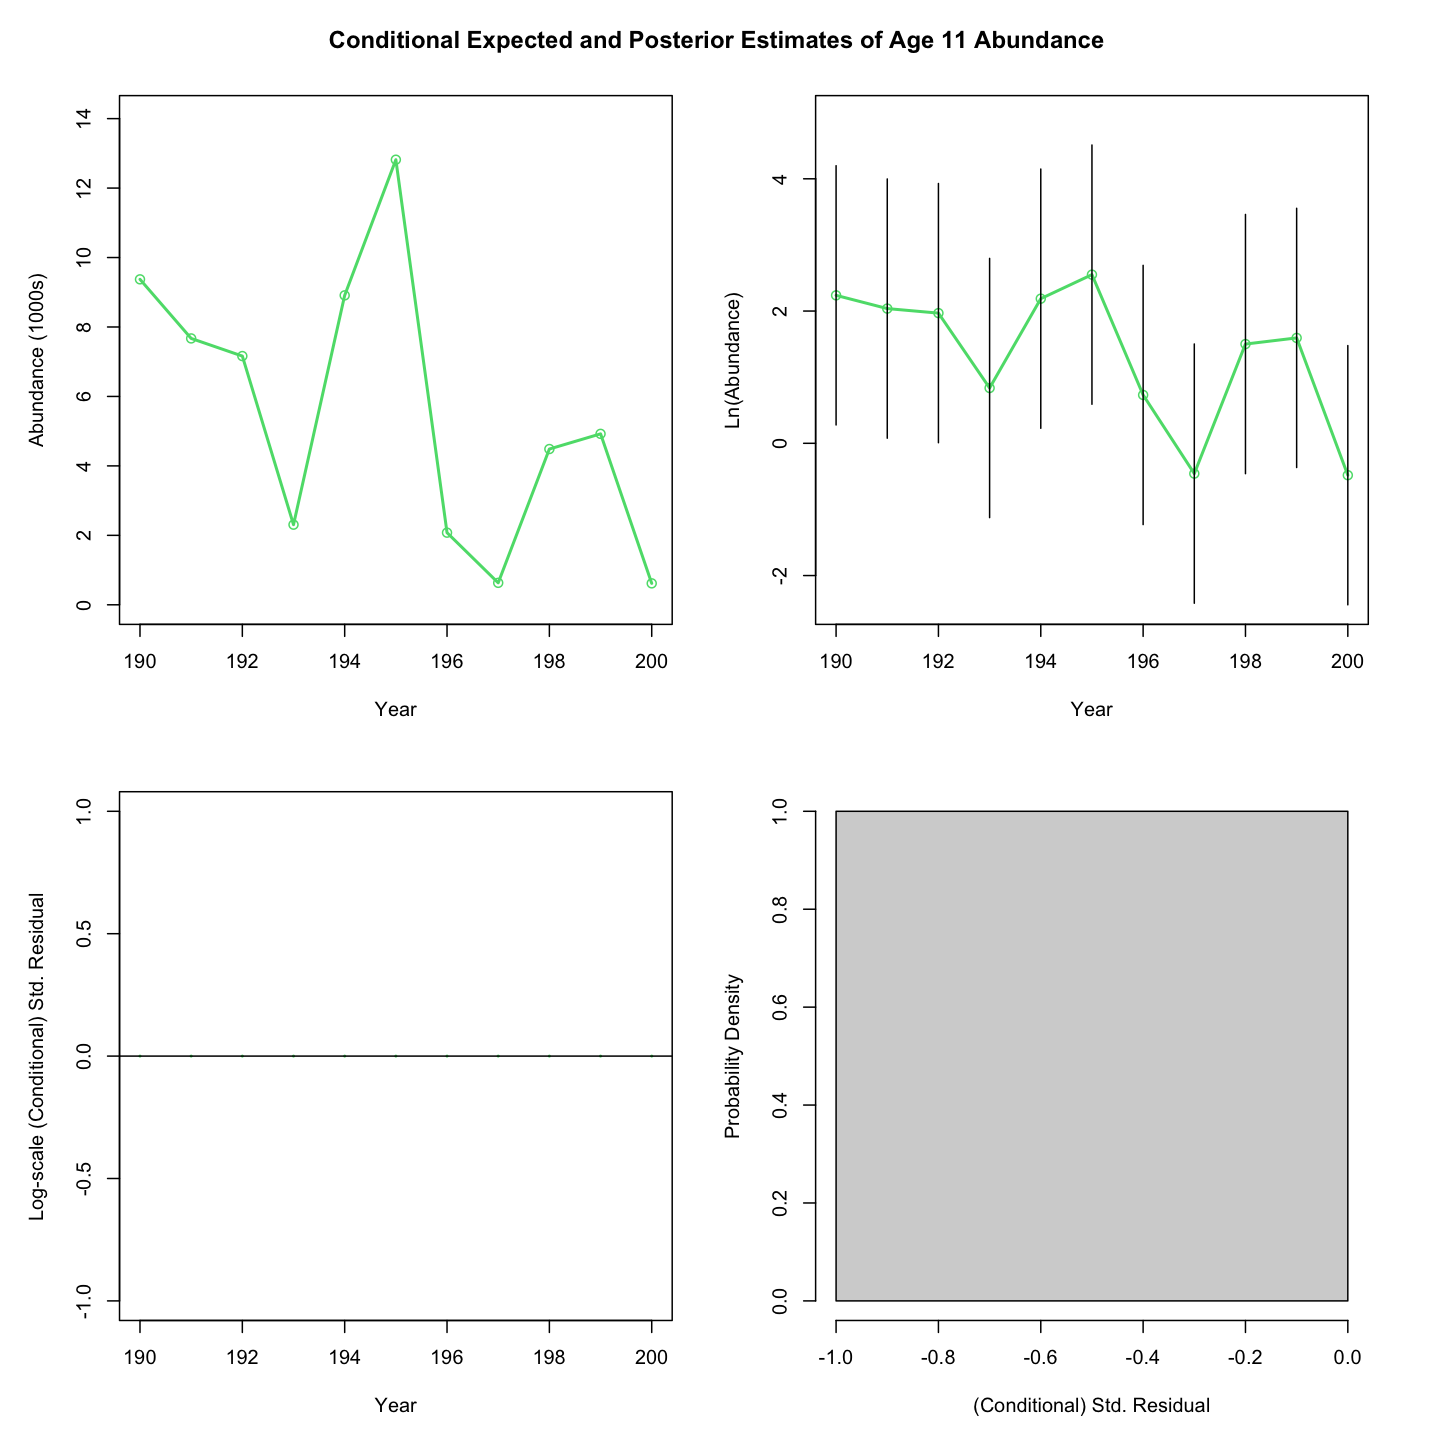 Conditional Expected and Posterior Estimates of Age 11 Abundance
Abundance (1000s)
14
12
10
8
6
4
2
0
190 192 194 196 198 200
Year
Ln(Abundance)
4
2
0
-2
190 192 194 196 198 200
Year
Log-scale (Conditional) Std. Residual
1.0
0.5
0.0
-0.5
-1.0
190 192 194 196 198 200
Year
Probability Density
1.0
0.8
0.6
0.4
0.2
0.0
-1.0 -0.8 -0.6 -0.4 -0.2 0.0
(Conditional) Std. Residual